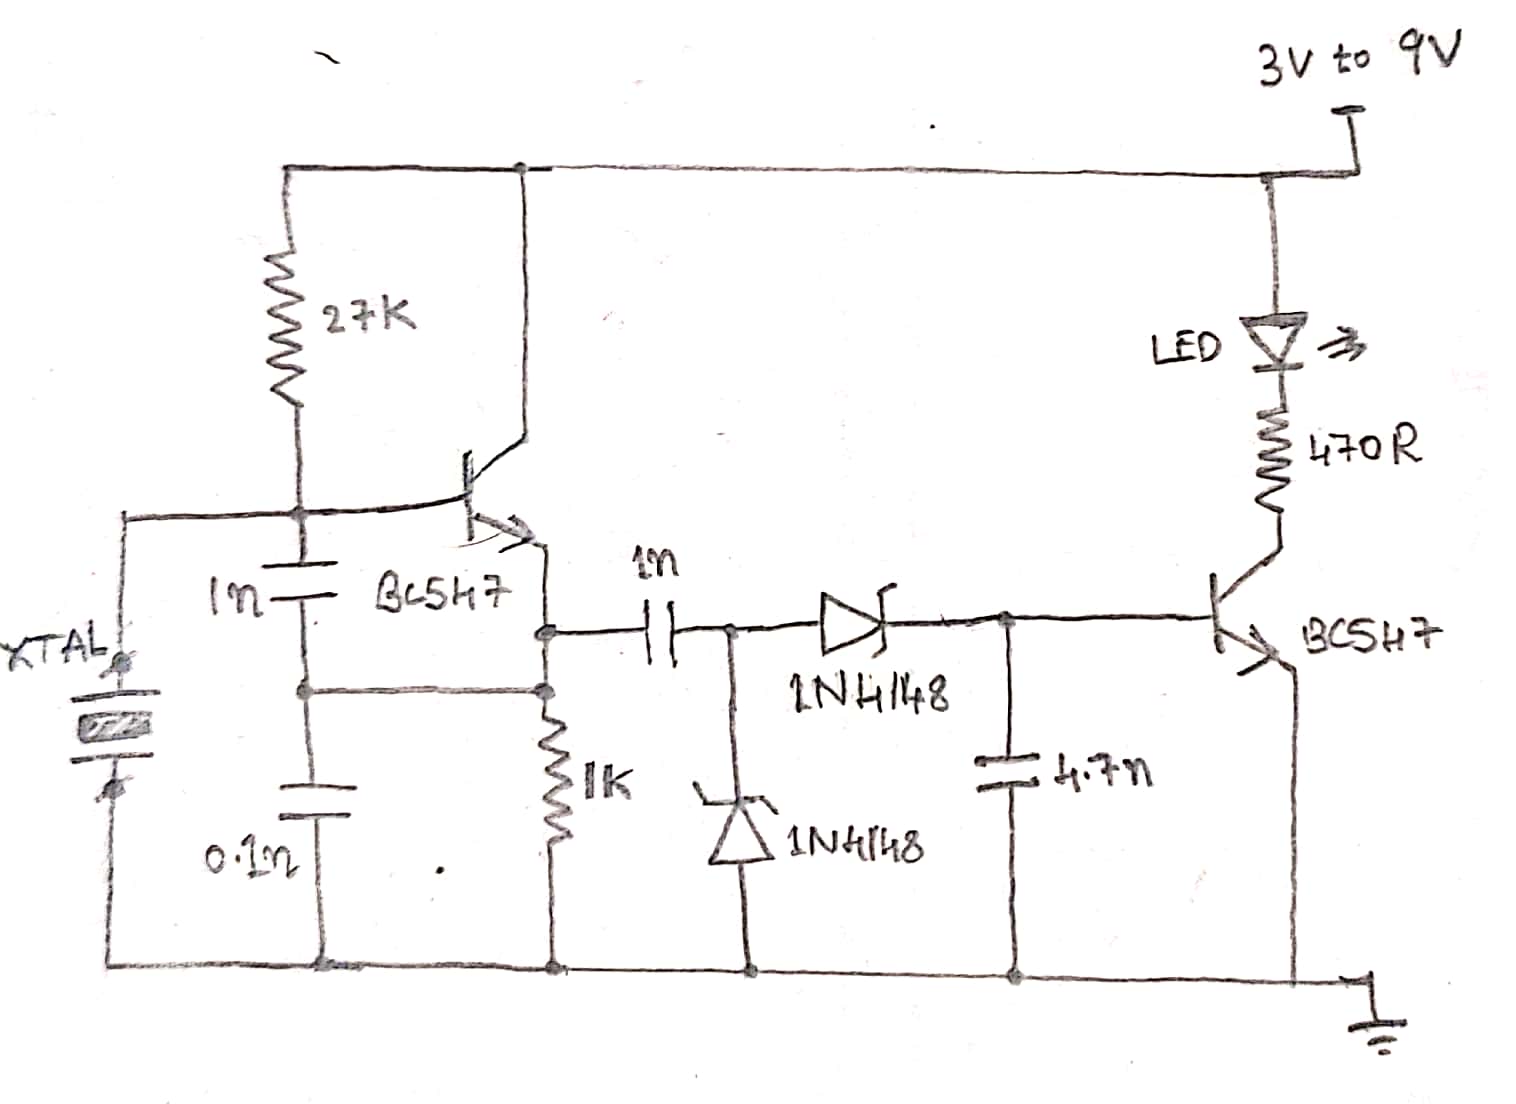 3V to 9V
27K
LED
470R
1n
BC547
1n
BC547
XTAL
1N4148
1K
4.7n
0.1n
1N4148